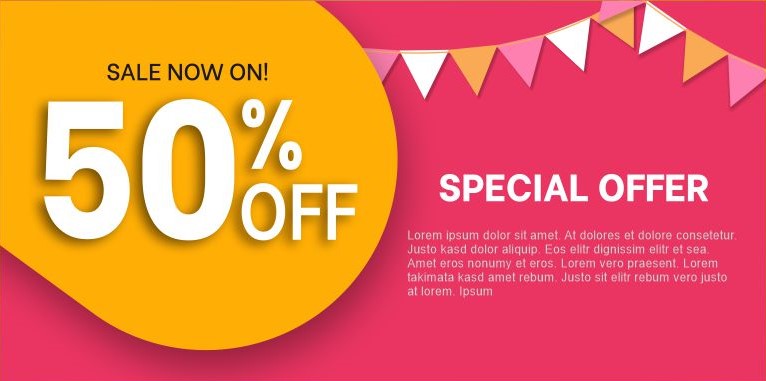 SALE NOW ON!
50%
OFF
SPECIAL OFFER
Lorem ipsum dolor sit amet. At dolores et dolore consetetur.
Justo kasd dolor aliquip. Eos elitr dignissim elitr et sea.
Amet eros nonumy et eros. Lorem vero praesent. Lorem
takimata kasd amet rebum. Justo sit elitr rebum vero justo
at lorem. Ipsum